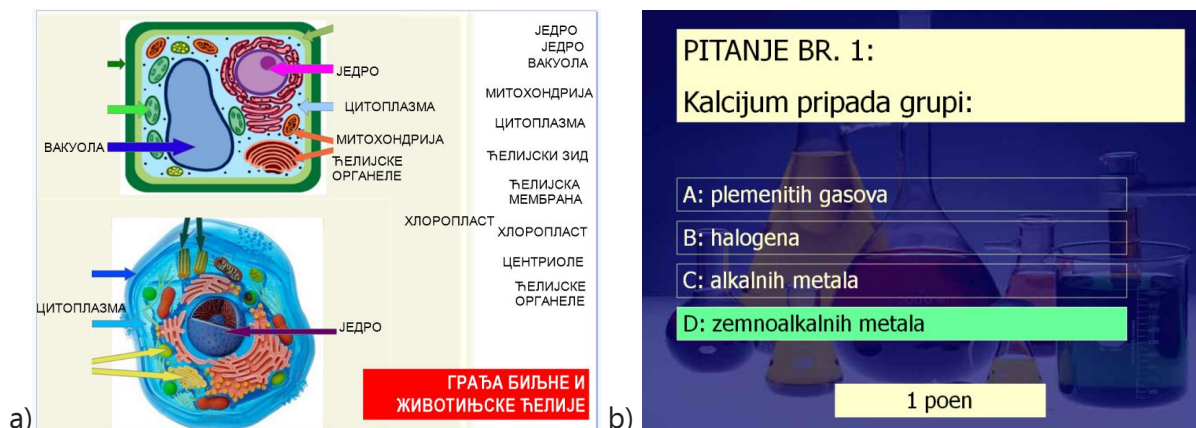 ЈЕДРО
ЦИТОПЛАЗМА
МИТОХОНДРИЈА
ВАКУОЛА
ЋЕЛИЈСКЕ
ОРГАНЕЛЕ
ЦИТОПЛАЗМА
ЈЕДРО
ЈЕДРО
ЈЕДРО
ВАКУОЛА
МИТОХОНДРИЈА
ЦИТОПЛАЗМА
ЋЕЛИЈСКИ ЗИД
ЋЕЛИЈСКА
МЕМБРАНА
ХЛОРОПЛАСТ
ХЛОРОПЛАСТ
ЦЕНТРИОЛЕ
ЋЕЛИЈСКЕ
ОРГАНЕЛЕ
ГРАЂА БИЉНЕ И
ЖИВОТИЊСКЕ ЋЕЛИЈЕ
a)
PITANJE BR. 1:
Kalcijum pripada grupi:
A: plemenitih gasova
B: halogena
C: alkalnih metala
D: zemnoalkalnih metala
1 poen
b)